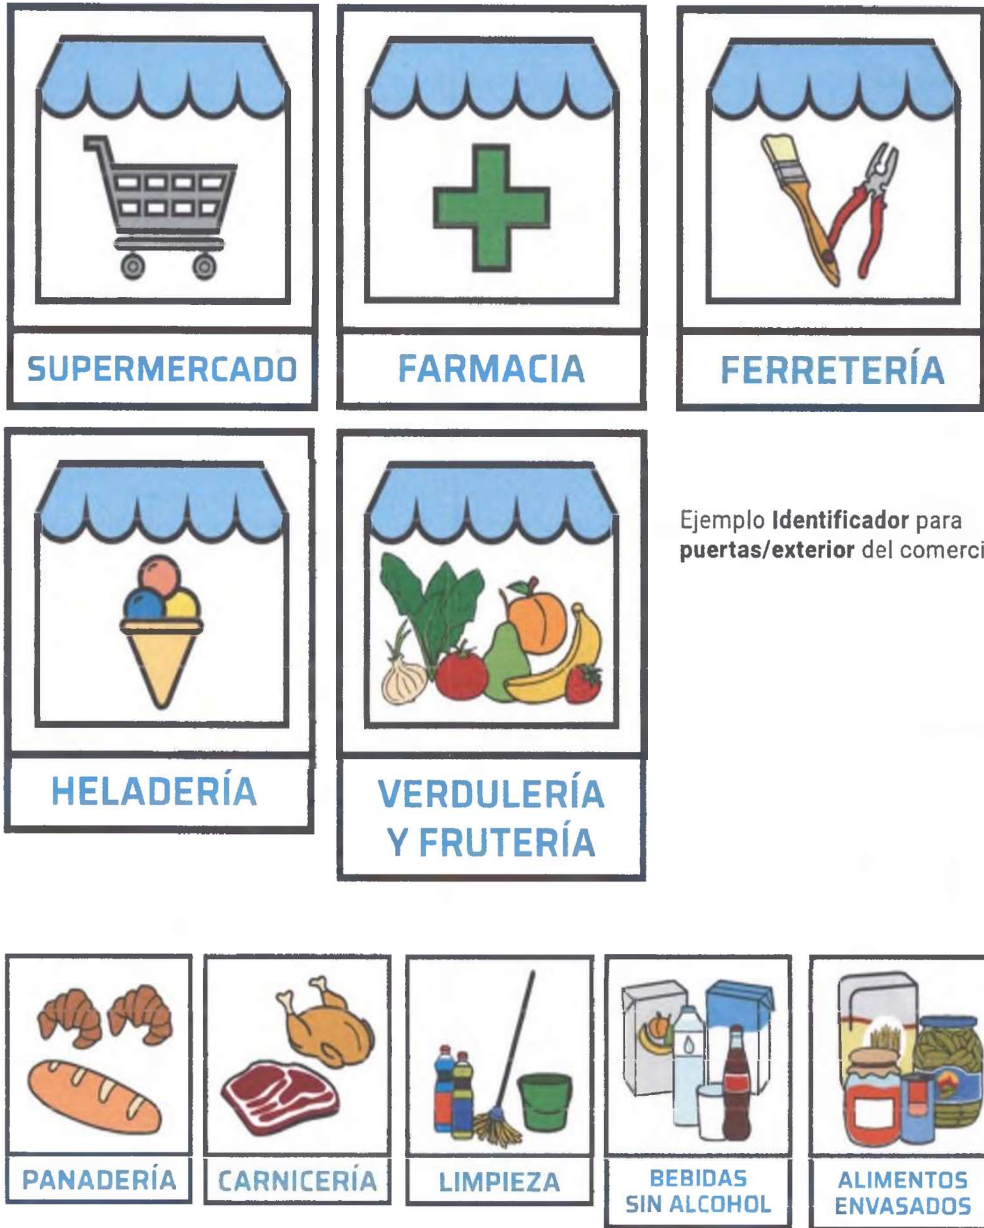 SUPERMERCADO
FARMACIA
FERRETERÍA
Ejemplo Identificador para
puertas/exterior del comerci
HELADERÍA
VERDULERÍA
Y FRUTERÍA
PANADERÍA
CARNICERÍA
LIMPIEZA
BEBIDAS
SIN ALCOHOL
ALIMENTOS
ENVASADOS